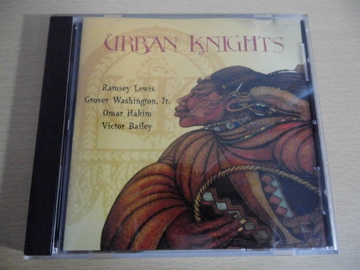 URBAN KNIGHTS
Ramsey Lewis
Grover Washington, Jr.
Omar Hakim
Victor Bailey